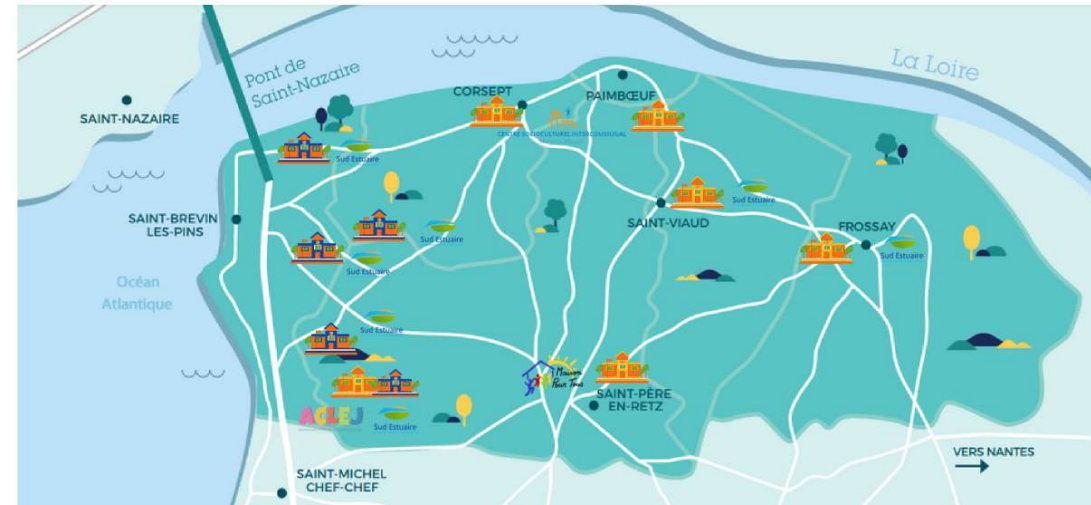 La Loire
Pont de
Saint-Nazaire
SAINT-NAZAIRE
CORSEPT
PAIMBŒUF
CENTRE SOCIOCULTUREL INTERCOMMUNAL
Sud Estuaire
Sud Estuaire
SAINT-BREVIN
LES-PINS
SAINT-VIAUD
FROSSAY
Sud Estuaire
Sud Estuaire
Sud Estuaire
Océan
Atlantique
Sud Estuaire
Maison
Pour Tous
SAINT-PÈRE
EN-RETZ
ACLEJ
Sud Estuaire
VERS NANTES
SAINT-MICHEL
CHEF-CHEF